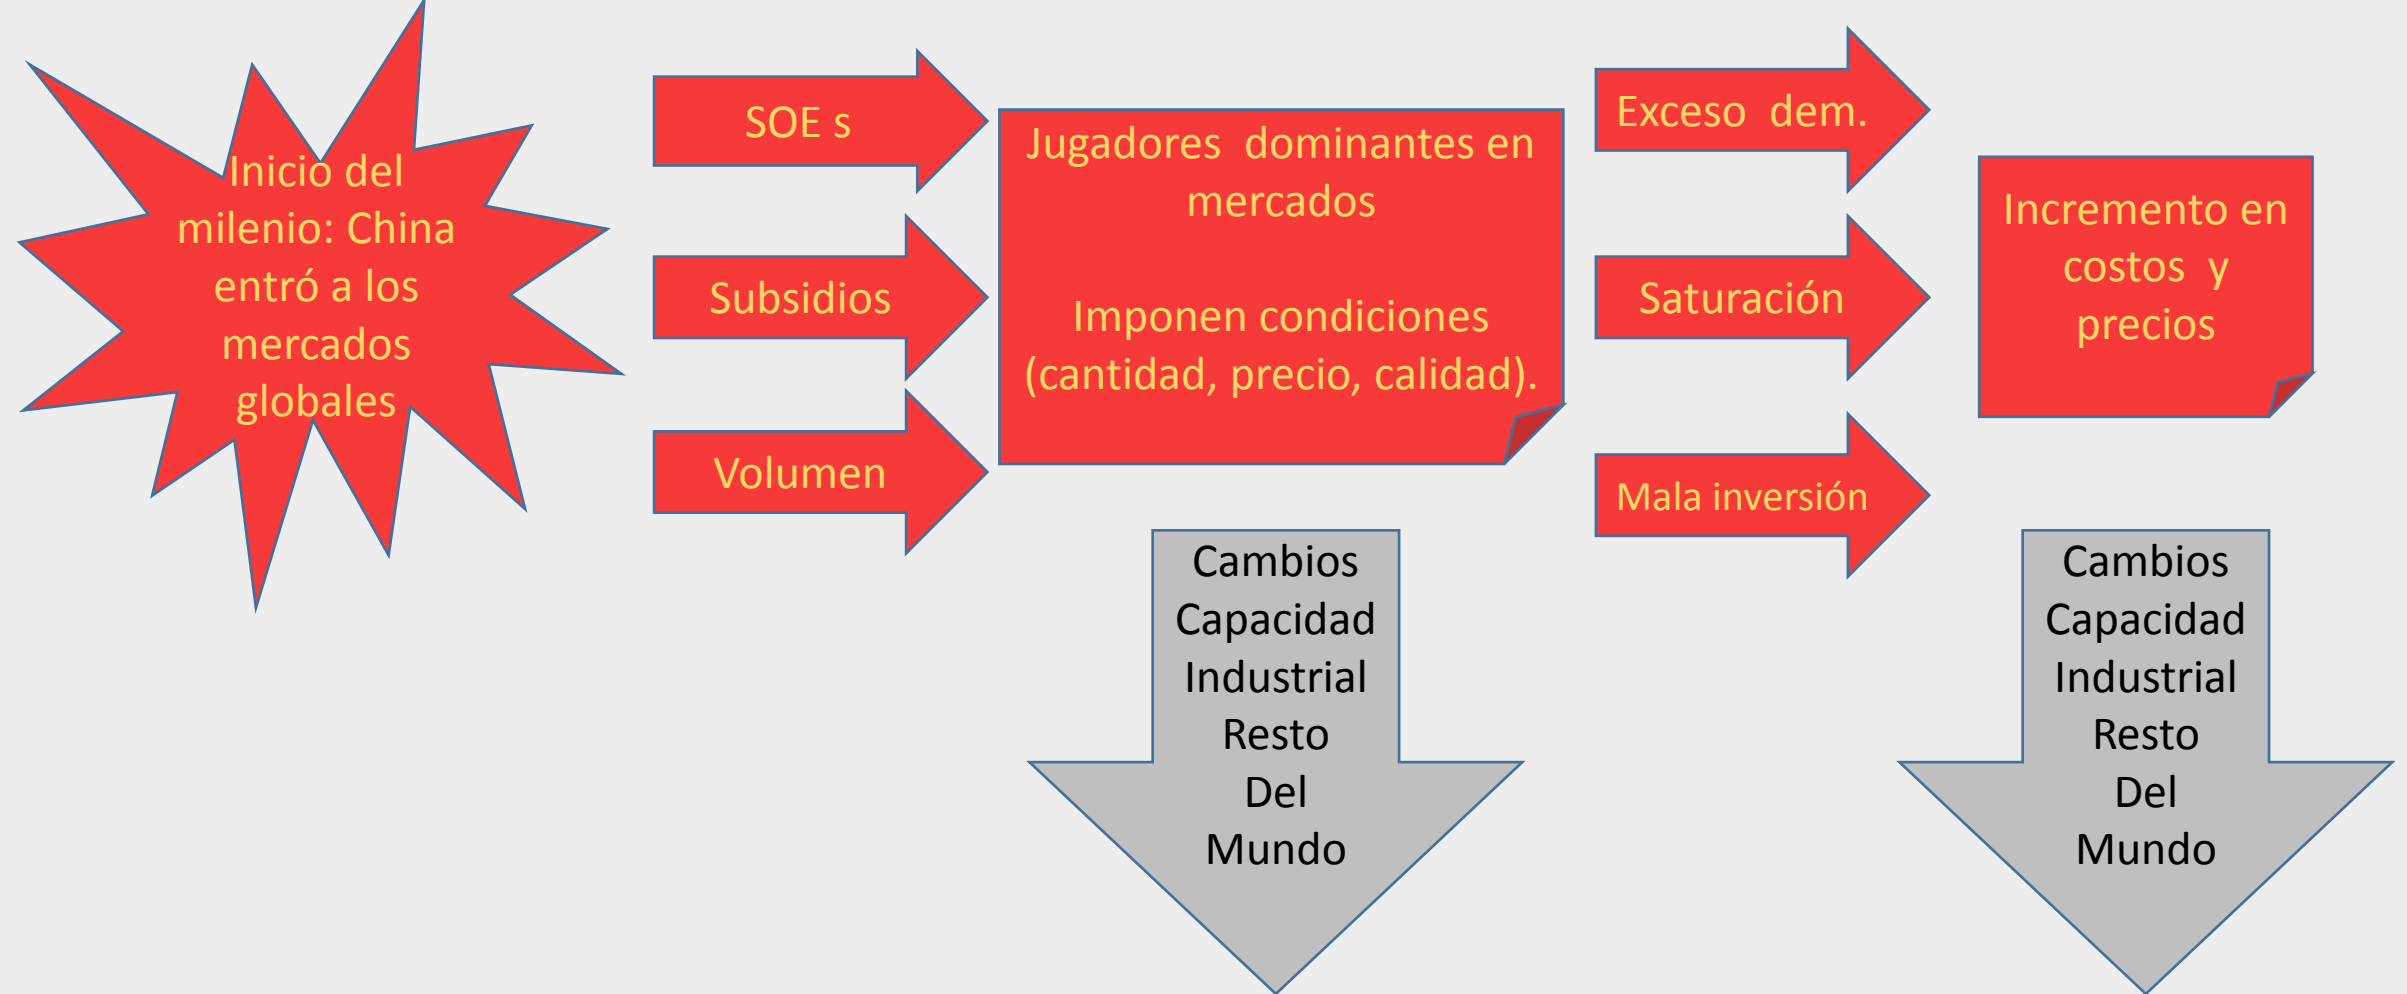 Inicio del
milenio: China
entró a los
mercados
globales
SOE s
Subsidios
Volumen
Jugadores dominantes en
mercados
Imponen condiciones
(cantidad, precio, calidad).
Exceso dem.
Saturación
Mala inversión
Incremento en
costos y
precios
Cambios
Capacidad
Industrial
Resto
Del
Mundo
Cambios
Capacidad
Industrial
Resto
Del
Mundo